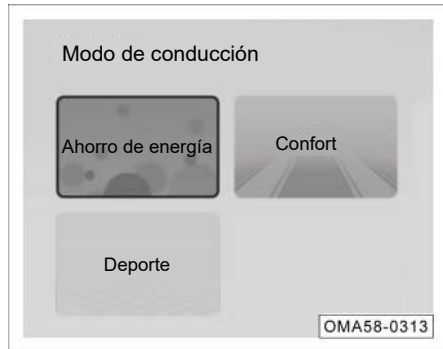 Modo de conducción
Ahorro de energía
Confort
Deporte
OMA58-0313